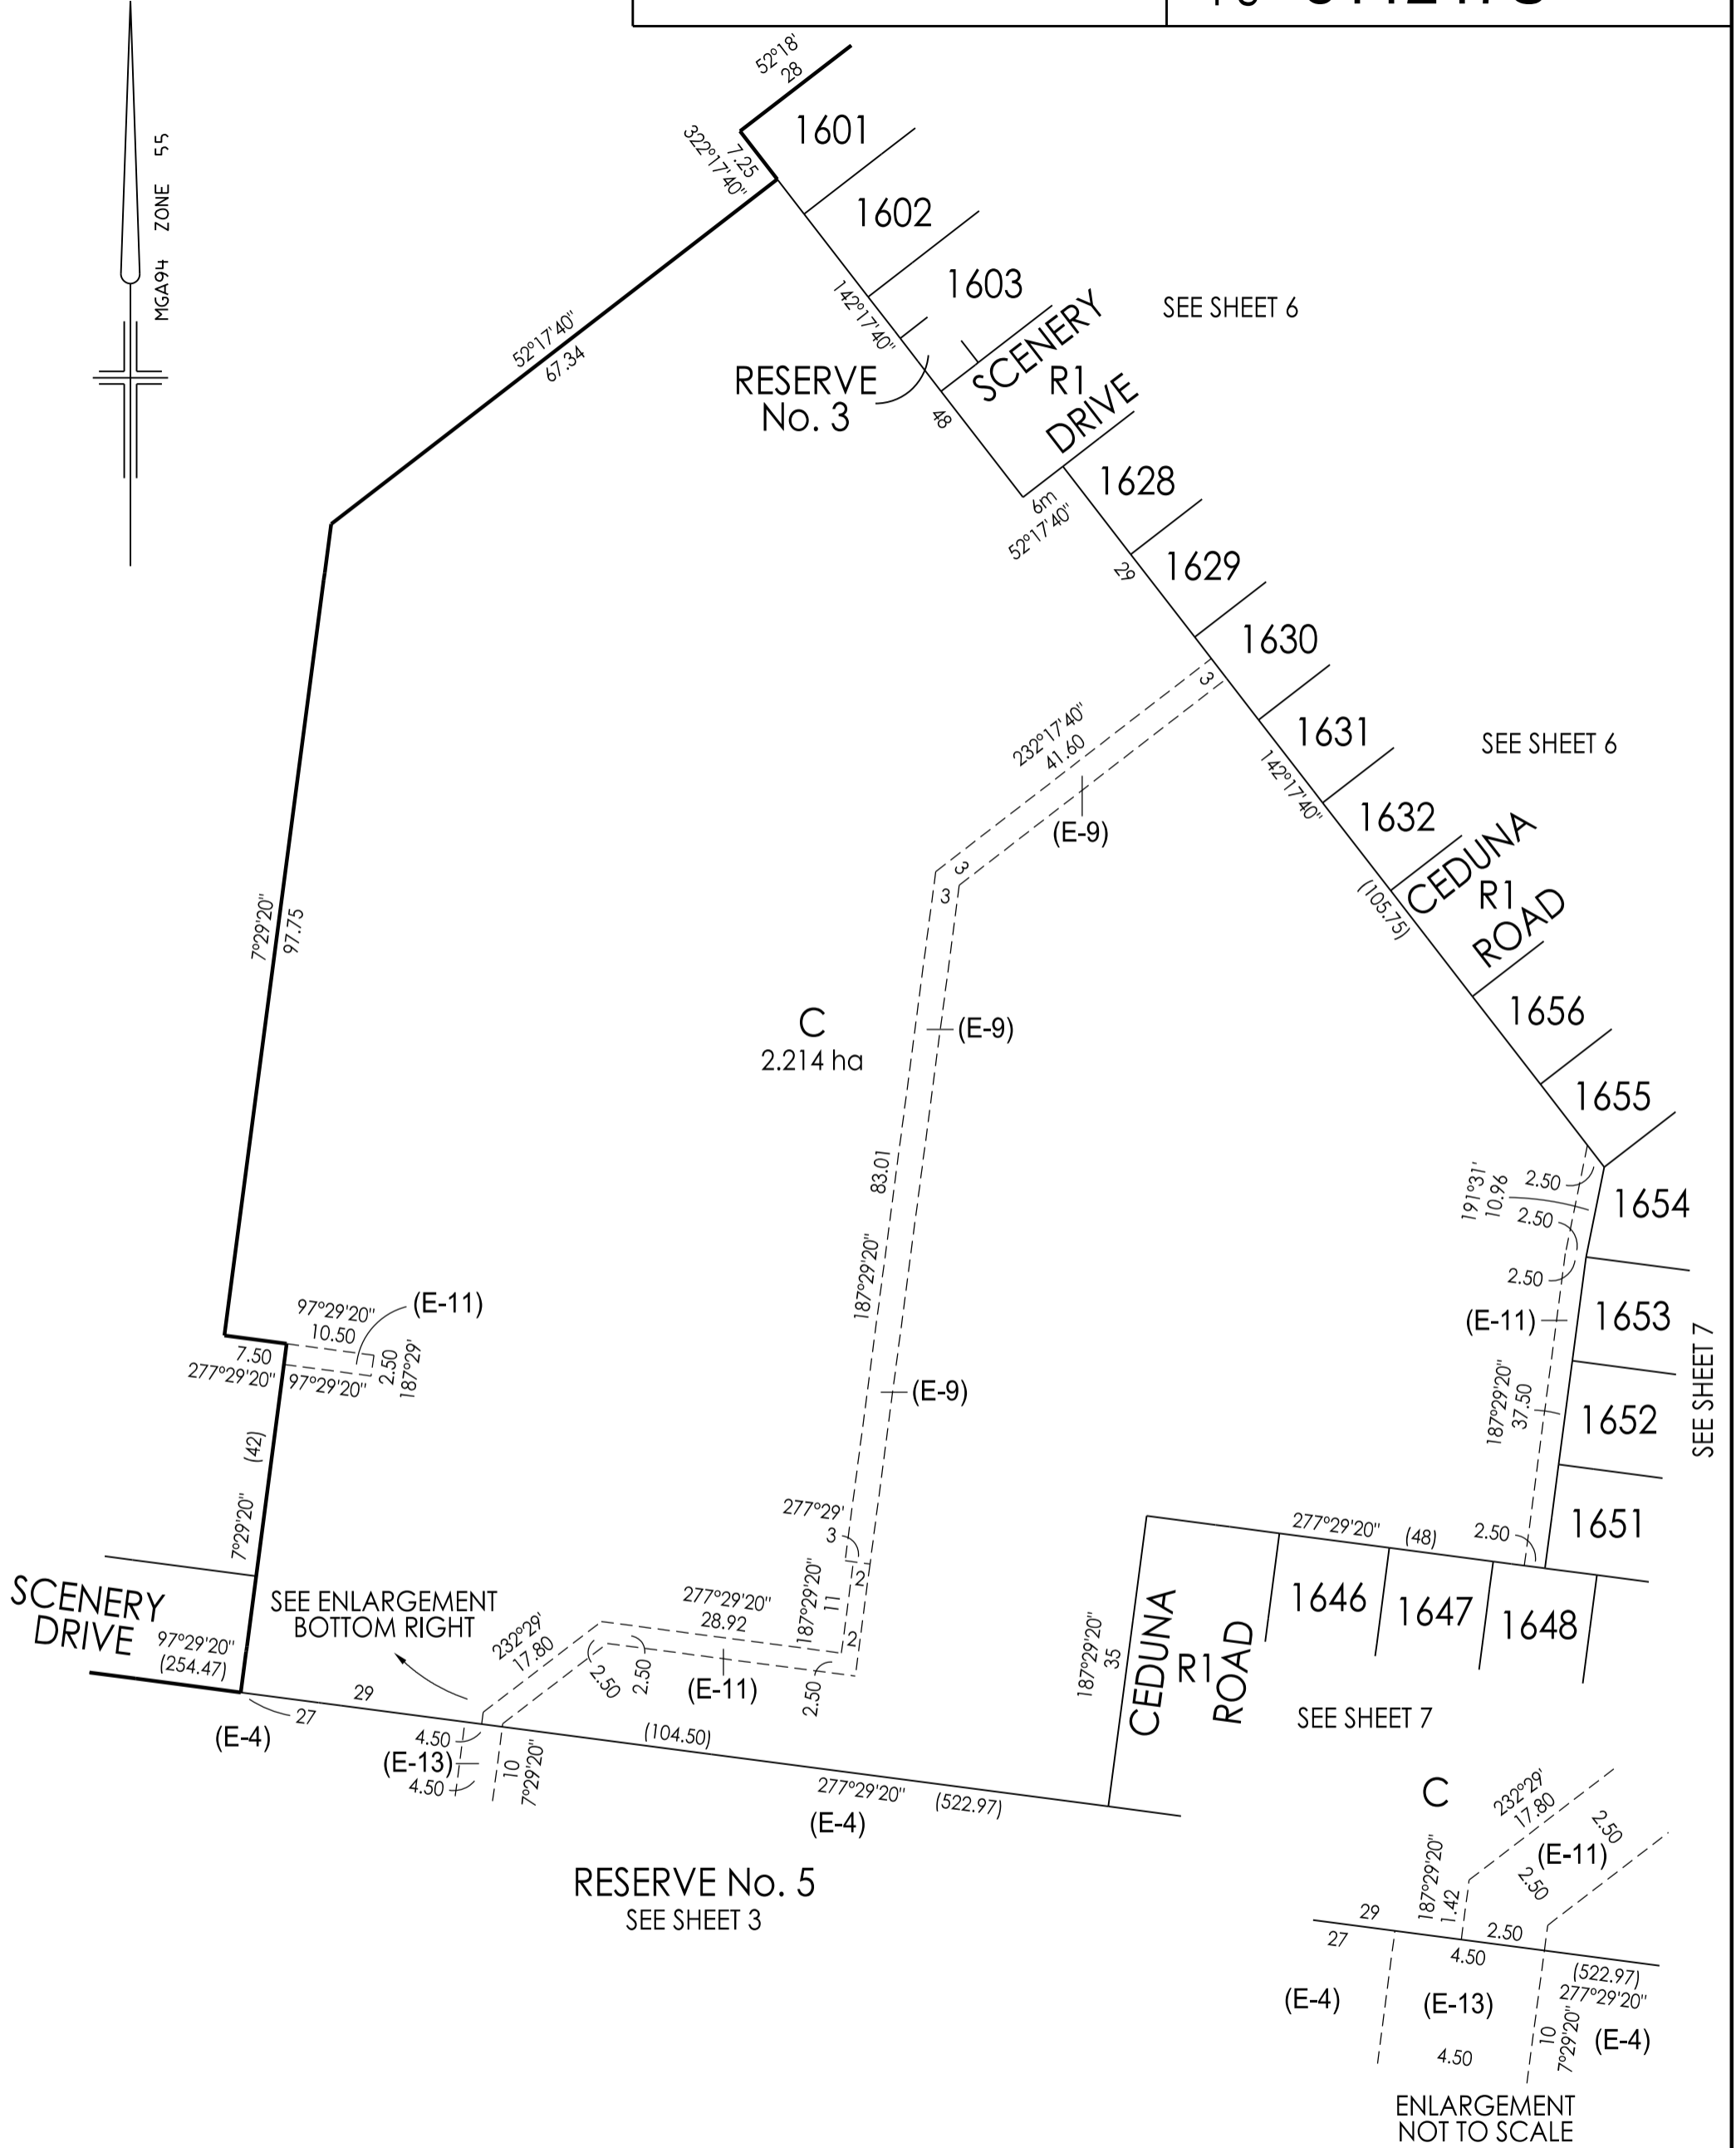 MGA94 ZONE 55
52°18'
28
1601
7.25
322°17'40"
1602
1603
142°17'40"
48
RESERVE
No. 3
SCENERY
R1
DRIVE
SEE SHEET 6
52°17'40"
67.34
6m
52°17'40"
1628
29
1629
1630
3
1631
142°17'40"
SEE SHEET 6
1632
(105.75)
CEDUNA
R1
ROAD
1656
1655
232°17'40"
41.60
(E-9)
3
3
7°29'20"
97.75
C
2.214 ha
(E-9)
83.01
187°29'20"
(E-9)
191°31'
10.96
2.50
2.50
2.50
1654
(E-11)
1653
187°29'20"
37.50
1652
SEE SHEET 7
2.50
1651
97°29'20"
10.50
(E-11)
2.50
187°29'
7.50
277°29'20"
97°29'20"
(42)
7°29'20"
277°29'
3
2
187°29'20"
11
2
277°29'20"
28.92
277°29'20"
(48)
1646
1647
1648
SCENERY
DRIVE
97°29'20"
(254.47)
SEE ENLARGEMENT
BOTTOM RIGHT
232°29'
17.80
2.50
2.50
(E-11)
2.50
187°29'20"
35
CEDUNA
R1
ROAD
SEE SHEET 7
29
27
(E-4)
4.50
(E-13)
4.50
10
7°29'20"
(104.50)
277°29'20"
(522.97)
(E-4)
RESERVE No. 5
SEE SHEET 3
C
232°29'
17.80
2.50
(E-11)
2.50
187°29'20"
1.42
29
27
2.50
4.50
(522.97)
277°29'20"
(E-4)
(E-13)
10
7°29'20"
(E-4)
4.50
ENLARGEMENT
NOT TO SCALE